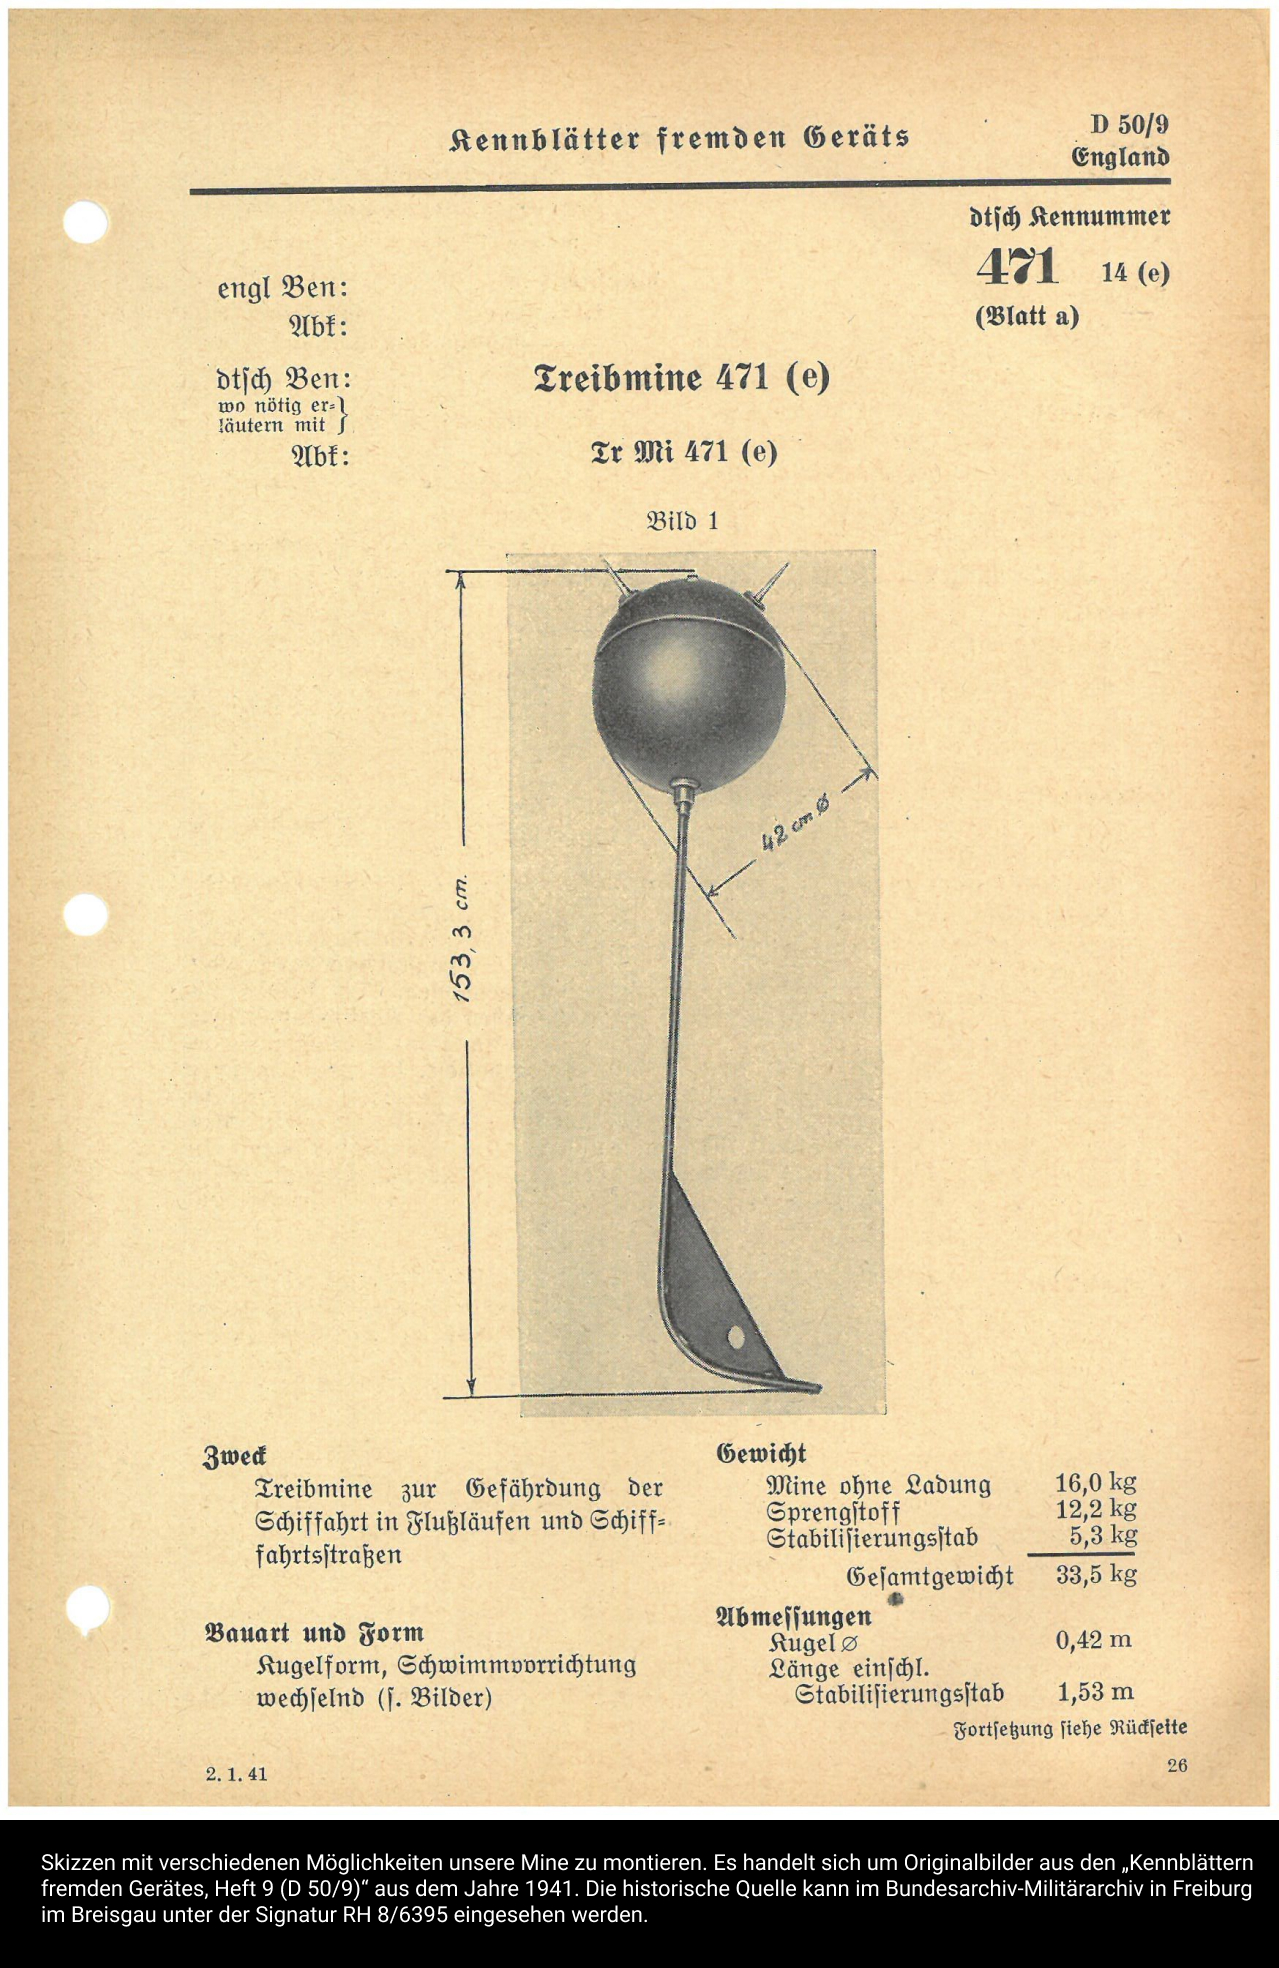 Kennblätter fremden Geräts
D 50/9
England
dtsch Kennummer
471 14 (e)
(Blatt a)
engl Ben:
Abk:
dtsch Ben:
wo nötig er-
läutern mit }
Treibmine 471 (e)
Abk:
Tr Mi 471 (e)
Bild 1
153,3 cm.
42 cm ⌀
Zweck
Treibmine zur Gefährdung der
Schiffahrt in Flußläufen und Schiff-
fahrtsstraßen
Bauart und Form
Kugelform, Schwimmvorrichtung
wechselnd (s. Bilder)
Gewicht
Mine ohne Ladung 16,0 kg
Sprengstoff 12,2 kg
Stabilisierungsstab 5,3 kg
Gesamtgewicht 33,5 kg
Abmessungen
Kugel ⌀ 0,42 m
Länge einschl.
Stabilisierungsstab 1,53 m
Fortsetzung siehe Rückseite
2. 1. 41
26
Skizzen mit verschiedenen Möglichkeiten unsere Mine zu montieren. Es handelt sich um Originalbilder aus den „Kennblättern
fremden Gerätes, Heft 9 (D 50/9)“ aus dem Jahre 1941. Die historische Quelle kann im Bundesarchiv-Militärarchiv in Freiburg
im Breisgau unter der Signatur RH 8/6395 eingesehen werden.